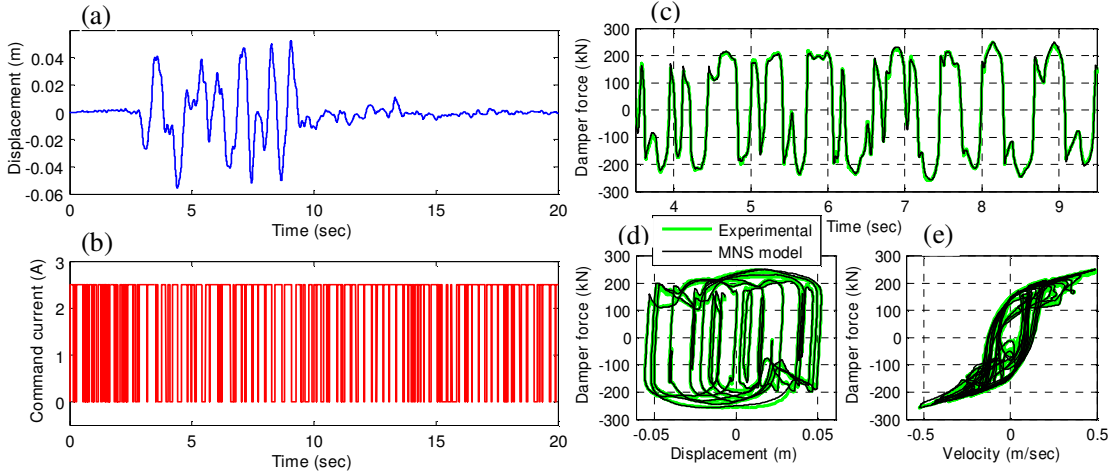 (a)
Displacement (m)
0.04
0.02
0
-0.02
-0.04
-0.06
0 5 10 15 20
Time (sec)
(b)
Command current (A)
3
2
1
0
0 5 10 15 20
Time (sec)
(c)
Damper force (kN)
300
200
100
0
-100
-200
-300
4 5 6 7 8 9
Time (sec)
Experimental
MNS model
(d)
Damper force (kN)
300
200
100
0
-100
-200
-300
-0.05 0 0.05
Displacement (m)
(e)
Damper force (kN)
300
200
100
0
-100
-200
-300
-0.5 0 0.5
Velocity (m/sec)